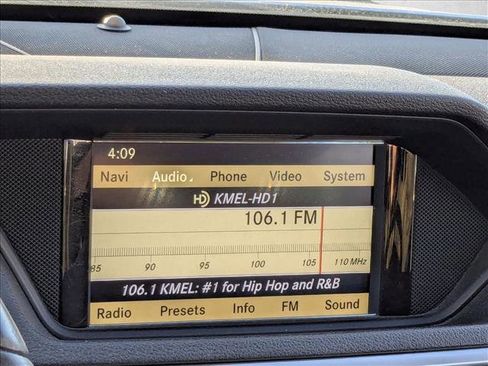 4:09
Navi Audio Phone Video System
HD KMEL-HD1
106.1 FM
85 90 95 100 105 110 MHz
106.1 KMEL: #1 for Hip Hop and R&B
Radio Presets Info FM Sound